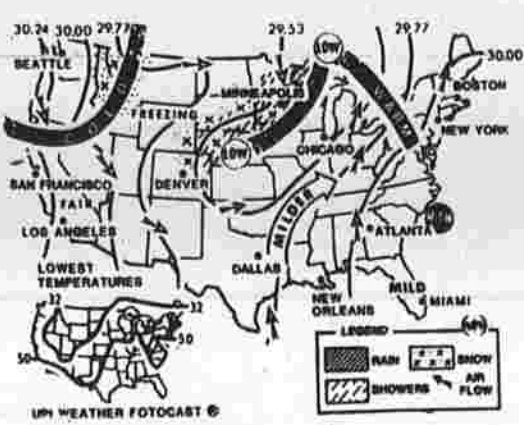 30.24 30.00 29.77 29.53 29.77
30.00
LOW
SEATTLE
MINNEAPOLIS
BOSTON
COLD
WARM
FREEZING
NEW YORK
LOW
CHICAGO
SAN FRANCISCO
DENVER
FAIR
MILDER
LOS ANGELES
ATLANTA
DALLAS
LOWEST
TEMPERATURES
MILD
NEW
ORLEANS
MIAMI
32
32
50
50
LEGEND
RAIN
SNOW
SHOWERS
AIR
FLOW
UPI WEATHER FOTOCAST ®